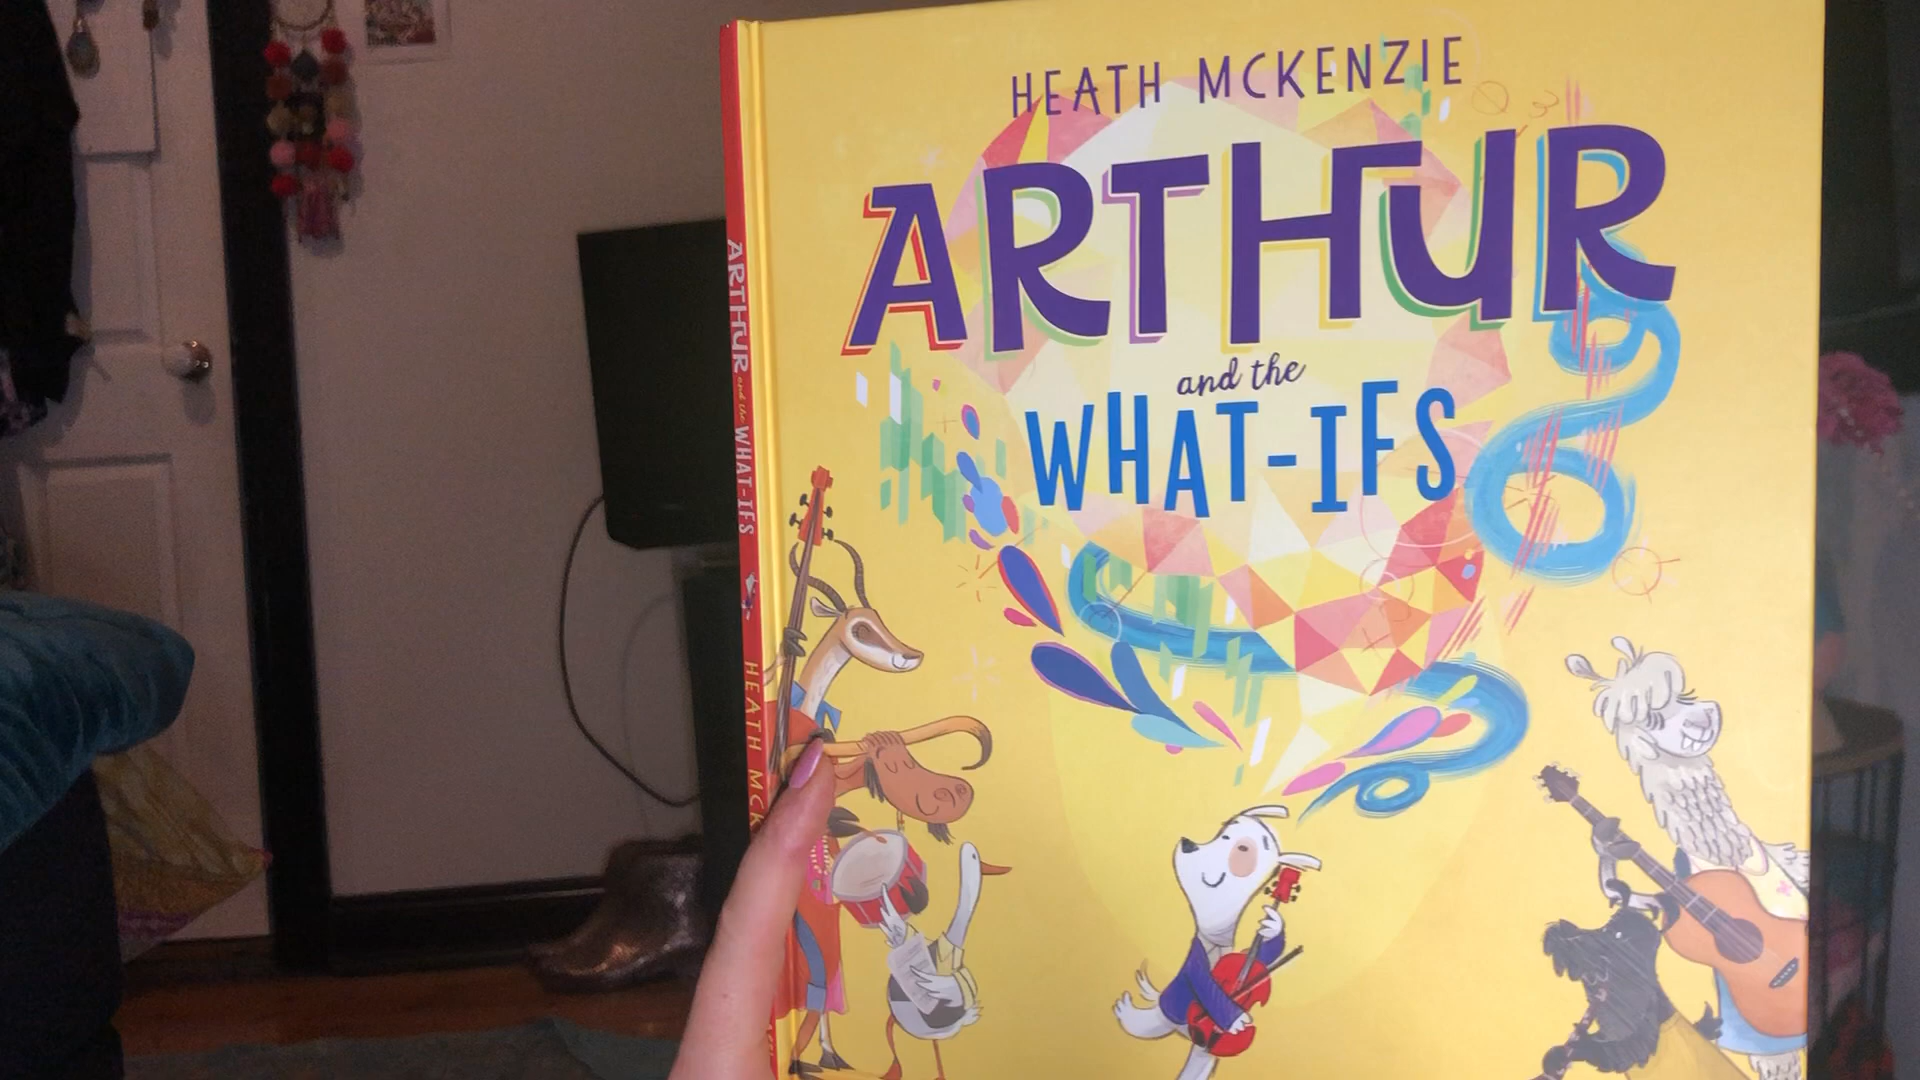 HEATH MCKENZIE
ARTHUR
and the
WHAT-IFS
ARTHUR and the WHAT-IFS
HEATH MCK